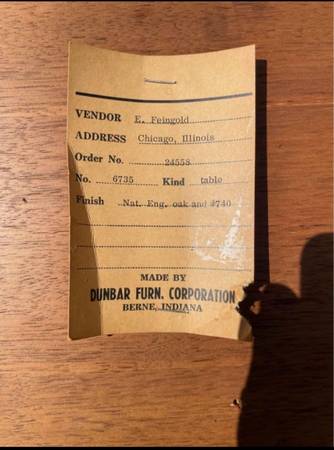 VENDOR E. Feingold
ADDRESS Chicago, Illinois
Order No. 24558
No. 6735 Kind table
Finish Nat. Eng. oak and #740
MADE BY
DUNBAR FURN. CORPORATION
BERNE, INDIANA